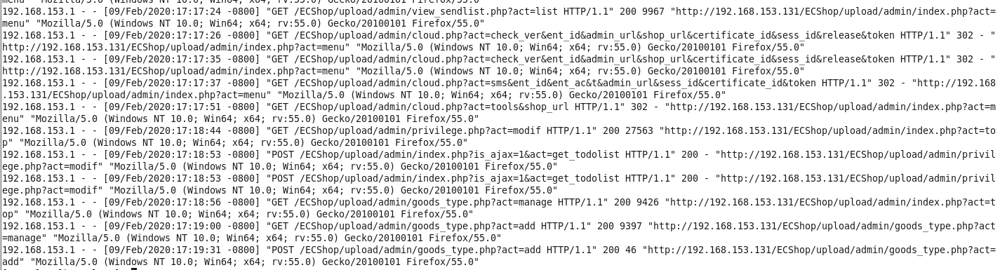 menu" "Mozilla/5.0 (Windows NT 10.0; Win64; x64; rv:55.0) Gecko/20100101 Firefox/55.0"
192.168.153.1 - - [09/Feb/2020:17:17:24 -0800] "GET /ECShop/upload/admin/view_sendlist.php?act=list HTTP/1.1" 200 9967 "http://192.168.153.131/ECShop/upload/admin/index.php?act=
menu" "Mozilla/5.0 (Windows NT 10.0; Win64; x64; rv:55.0) Gecko/20100101 Firefox/55.0"
192.168.153.1 - - [09/Feb/2020:17:17:26 -0800] "GET /ECShop/upload/admin/cloud.php?act=check_ver&ent_id&admin_url&shop_url&certificate_id&sess_id&release&token HTTP/1.1" 302 - "
http://192.168.153.131/ECShop/upload/admin/index.php?act=menu" "Mozilla/5.0 (Windows NT 10.0; Win64; x64; rv:55.0) Gecko/20100101 Firefox/55.0"
192.168.153.1 - - [09/Feb/2020:17:17:35 -0800] "GET /ECShop/upload/admin/cloud.php?act=check_ver&ent_id&admin_url&shop_url&certificate_id&sess_id&release&token HTTP/1.1" 302 - "
http://192.168.153.131/ECShop/upload/admin/index.php?act=menu" "Mozilla/5.0 (Windows NT 10.0; Win64; x64; rv:55.0) Gecko/20100101 Firefox/55.0"
192.168.153.1 - - [09/Feb/2020:17:17:37 -0800] "GET /ECShop/upload/admin/cloud.php?act=sms&ent_id&ent_ac&t&admin_url&sess_id&certificate_id&token HTTP/1.1" 302 - "http://192.168
.153.131/ECShop/upload/admin/index.php?act=menu" "Mozilla/5.0 (Windows NT 10.0; Win64; x64; rv:55.0) Gecko/20100101 Firefox/55.0"
192.168.153.1 - - [09/Feb/2020:17:17:51 -0800] "GET /ECShop/upload/admin/cloud.php?act=tools&shop_url HTTP/1.1" 302 - "http://192.168.153.131/ECShop/upload/admin/index.php?act=m
enu" "Mozilla/5.0 (Windows NT 10.0; Win64; x64; rv:55.0) Gecko/20100101 Firefox/55.0"
192.168.153.1 - - [09/Feb/2020:17:18:44 -0800] "GET /ECShop/upload/admin/privilege.php?act=modif HTTP/1.1" 200 27563 "http://192.168.153.131/ECShop/upload/admin/index.php?act=to
p" "Mozilla/5.0 (Windows NT 10.0; Win64; x64; rv:55.0) Gecko/20100101 Firefox/55.0"
192.168.153.1 - - [09/Feb/2020:17:18:53 -0800] "POST /ECShop/upload/admin/index.php?is_ajax=1&act=get_todolist HTTP/1.1" 200 - "http://192.168.153.131/ECShop/upload/admin/privil
ege.php?act=modif" "Mozilla/5.0 (Windows NT 10.0; Win64; x64; rv:55.0) Gecko/20100101 Firefox/55.0"
192.168.153.1 - - [09/Feb/2020:17:18:53 -0800] "POST /ECShop/upload/admin/index.php?is_ajax=1&act=get_todolist HTTP/1.1" 200 - "http://192.168.153.131/ECShop/upload/admin/privil
ege.php?act=modif" "Mozilla/5.0 (Windows NT 10.0; Win64; x64; rv:55.0) Gecko/20100101 Firefox/55.0"
192.168.153.1 - - [09/Feb/2020:17:18:56 -0800] "GET /ECShop/upload/admin/goods_type.php?act=manage HTTP/1.1" 200 9426 "http://192.168.153.131/ECShop/upload/admin/index.php?act=t
op" "Mozilla/5.0 (Windows NT 10.0; Win64; x64; rv:55.0) Gecko/20100101 Firefox/55.0"
192.168.153.1 - - [09/Feb/2020:17:19:00 -0800] "GET /ECShop/upload/admin/goods_type.php?act=add HTTP/1.1" 200 9397 "http://192.168.153.131/ECShop/upload/admin/goods_type.php?act
=manage" "Mozilla/5.0 (Windows NT 10.0; Win64; x64; rv:55.0) Gecko/20100101 Firefox/55.0"
192.168.153.1 - - [09/Feb/2020:17:19:31 -0800] "POST /ECShop/upload/admin/goods_type.php?act=add HTTP/1.1" 200 46 "http://192.168.153.131/ECShop/upload/admin/goods_type.php?act=
add" "Mozilla/5.0 (Windows NT 10.0; Win64; x64; rv:55.0) Gecko/20100101 Firefox/55.0"